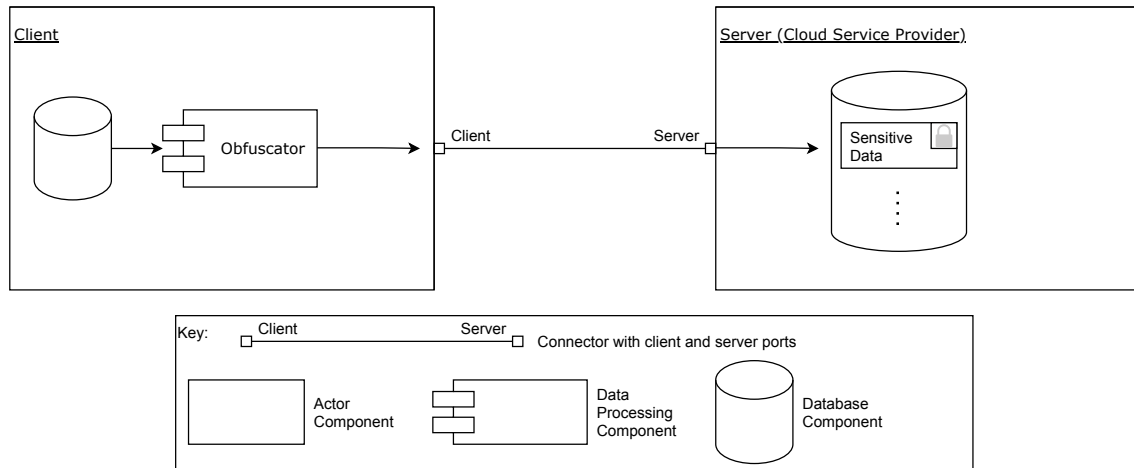 Client
Server (Cloud Service Provider)
Obfuscator
Client
Server
Sensitive
Data
Key:
Client
Server
Connector with client and server ports
Actor
Component
Data
Processing
Component
Database
Component